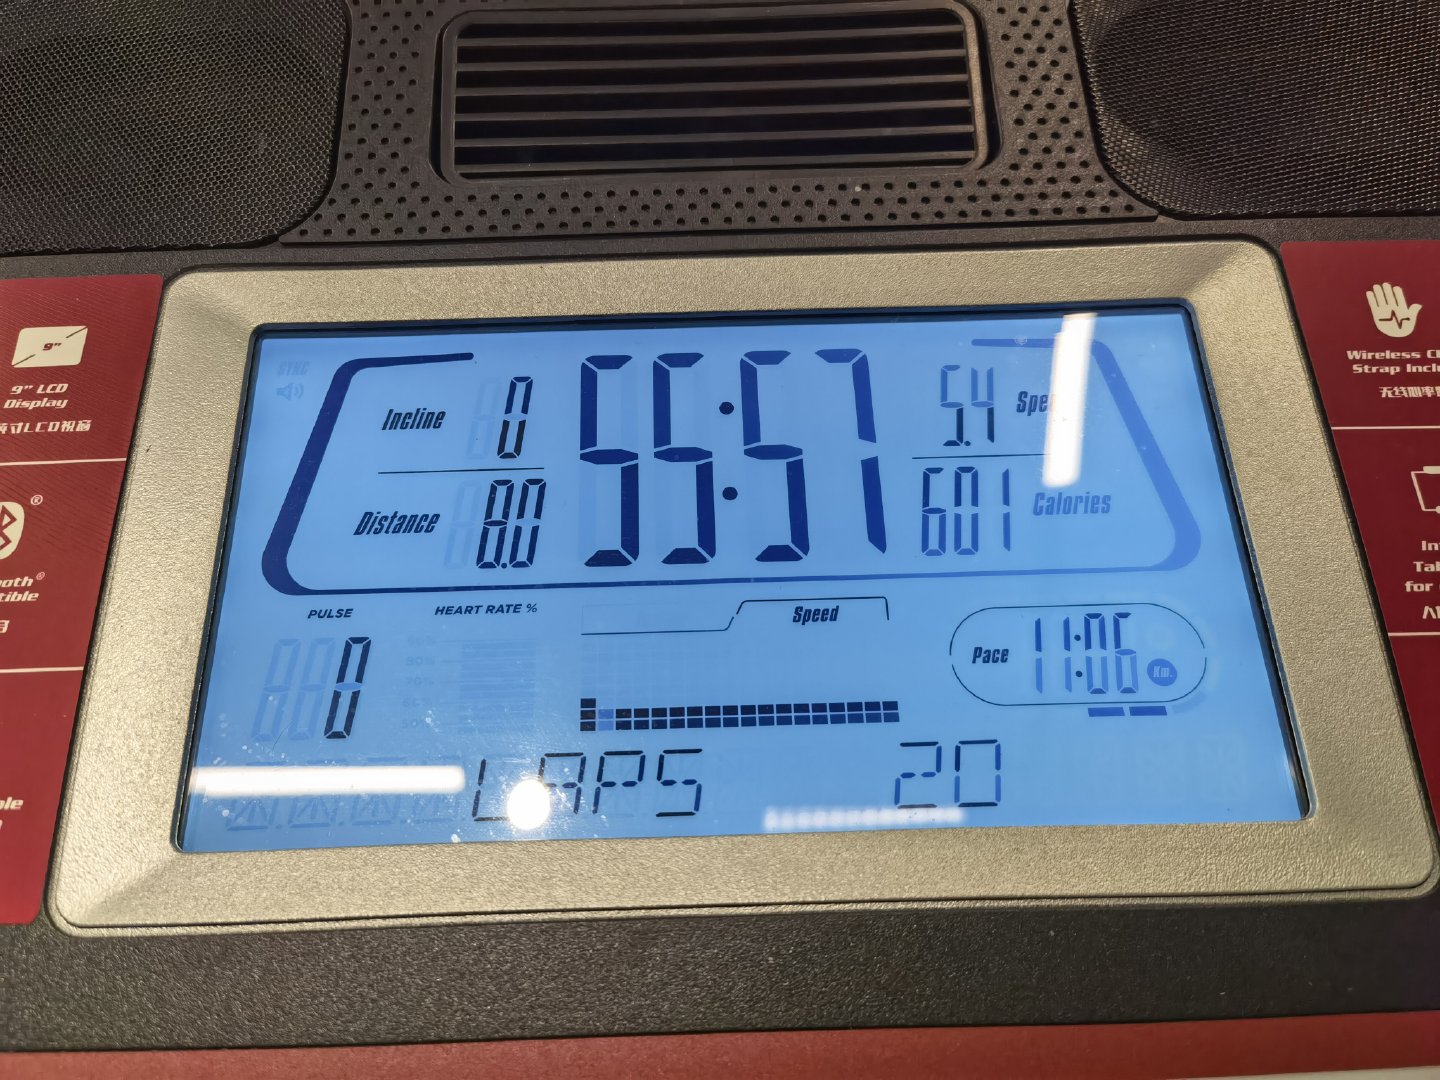 SYNC
9"
9" LCD
Display
Incline 0
55:57
5.4
Distance 8.0
601 Calories
Wireless
Strap
PULSE
HEART RATE %
Speed
0
Pace 11:06 Km.
LAPS 20